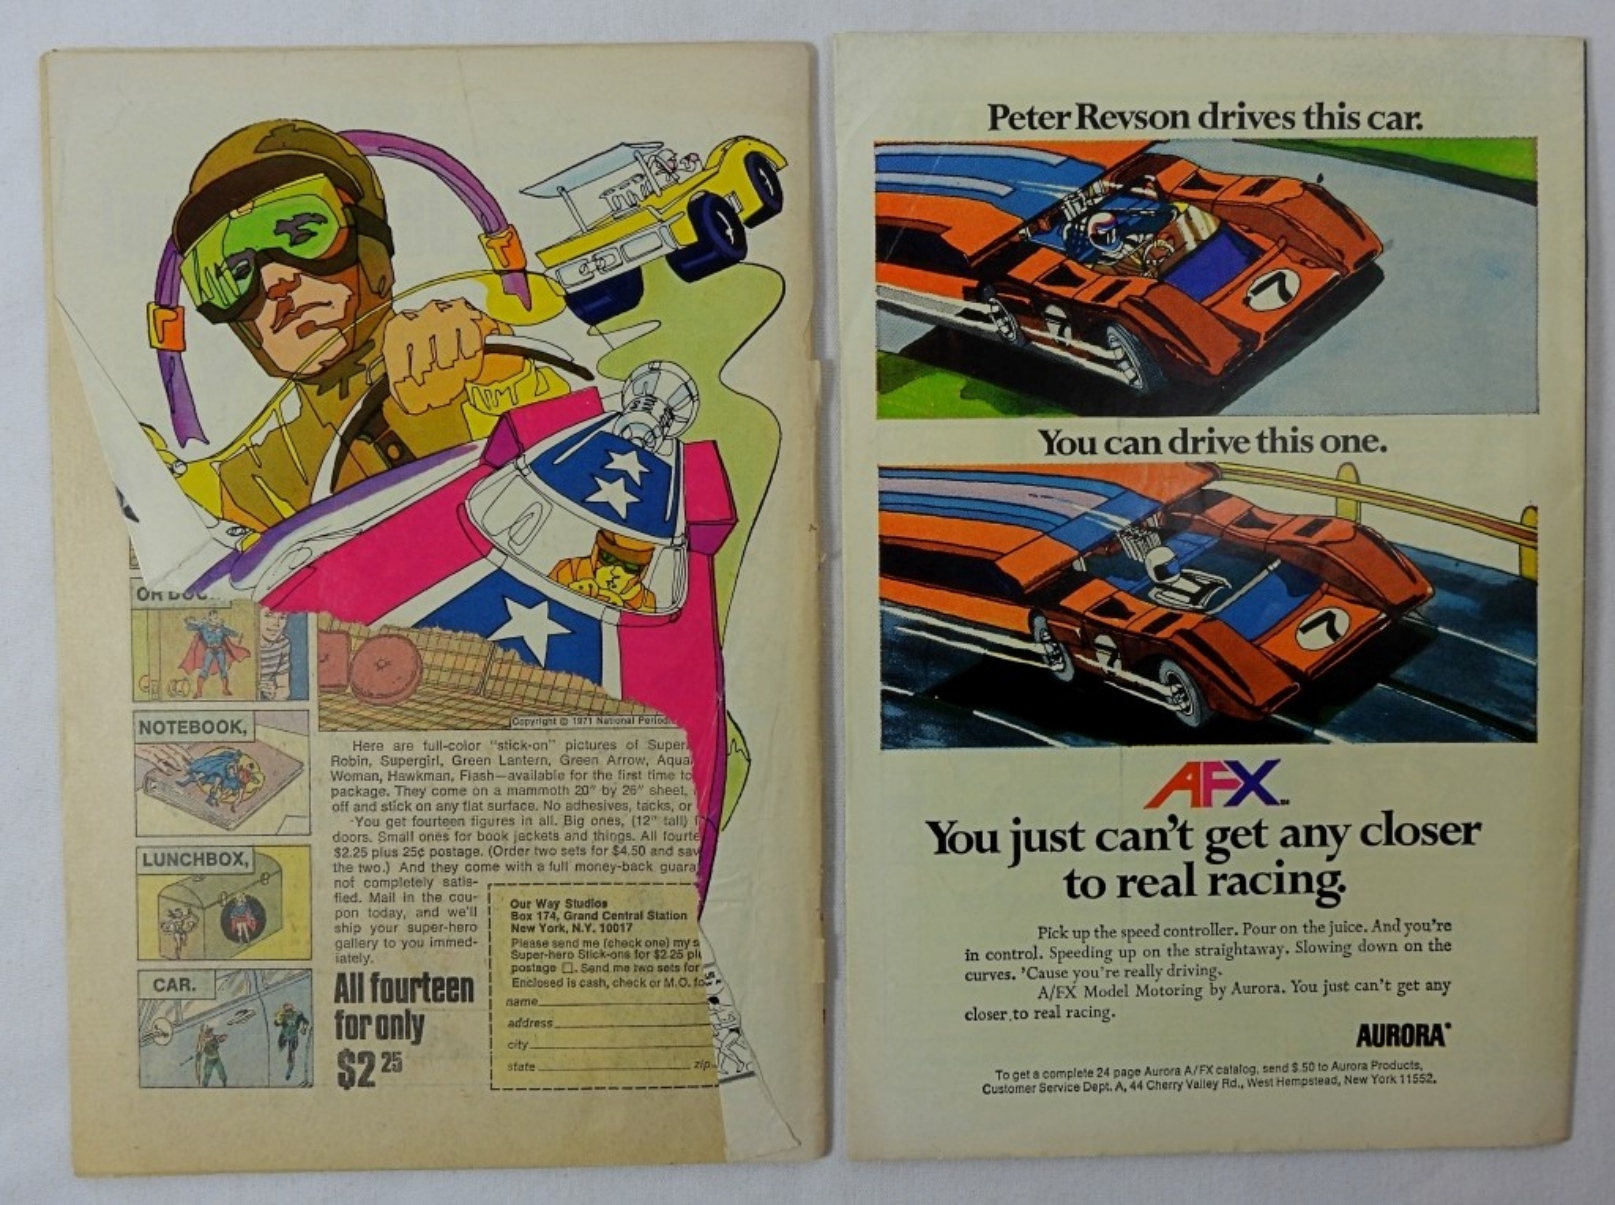 OR
NOTEBOOK,
LUNCHBOX,
CAR.
Copyright © 1971 National
Here are full-color "stick-on" pictures of
Robin, Supergirl, Green Lantern, Green Arrow,
Woman, Hawkman, Flash—available for the first time to
package. They come on a mammoth 20" by 26" sheet,
off and stick on any flat surface. No adhesives, tacks, or
You get fourteen figures in all. Big ones, (12" tall)
doors. Small ones for book jackets and things. All
$2.25 plus 25¢ postage. (Order two sets for $4.50 and
the two.) And they come with a full money-back
not completely satis-
fied. Mail in the cou-
pon today, and we'll
ship your super-hero
gallery to you immed-
iately.
All fourteen
for only
$2 25
Our Way Studios
Box 174, Grand Central Station
New York, N.Y. 10017
Please send me (check one) my
Super-hero Stick-ons for $2.25
postage □. Send me two sets for
Enclosed is cash, check or M.O.
name
address
city
state zip
Peter Revson drives this car.
7
7
You can drive this one.
7
7
AFX
You just can't get any closer
to real racing.
Pick up the speed controller. Pour on the juice. And you're
in control. Speeding up on the straightaway. Slowing down on the
curves. 'Cause you're really driving.
A/FX Model Motoring by Aurora. You just can't get any
closer to real racing.
AURORA®
To get a complete 24 page Aurora A/FX catalog, send $.50 to Aurora Products,
Customer Service Dept. A, 44 Cherry Valley Rd., West Hempstead, New York 11552.